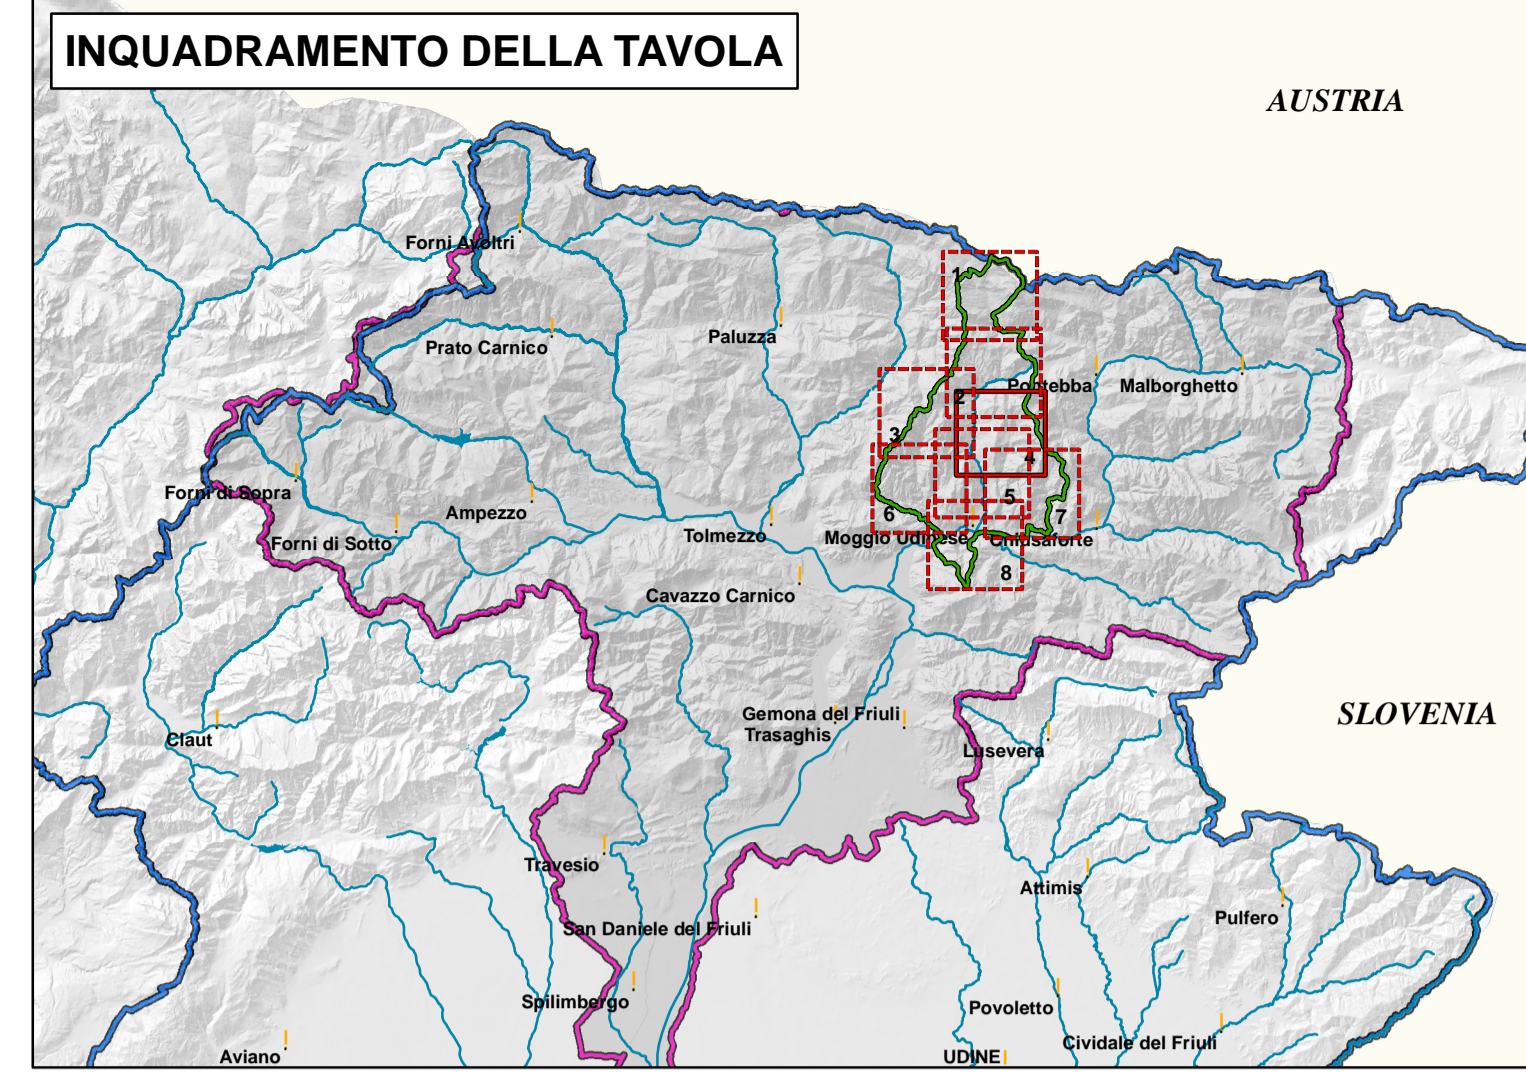 INQUADRAMENTO DELLA TAVOLA
AUSTRIA
Forni Avoltri
1
Paluzza
Prato Carnico
Pontebba
Malborghetto
2
3
4
Forni di Sopra
5
Ampezzo
6
7
Tolmezzo
Moggio Udinese
Chiusaforte
Forni di Sotto
8
Cavazzo Carnico
Gemona del Friuli
SLOVENIA
Trasaghis
Claut
Lusevera
Travesio
Attimis
Pulfero
San Daniele del Friuli
Spilimbergo
Povoletto
Cividale del Friuli
Aviano
UDINE